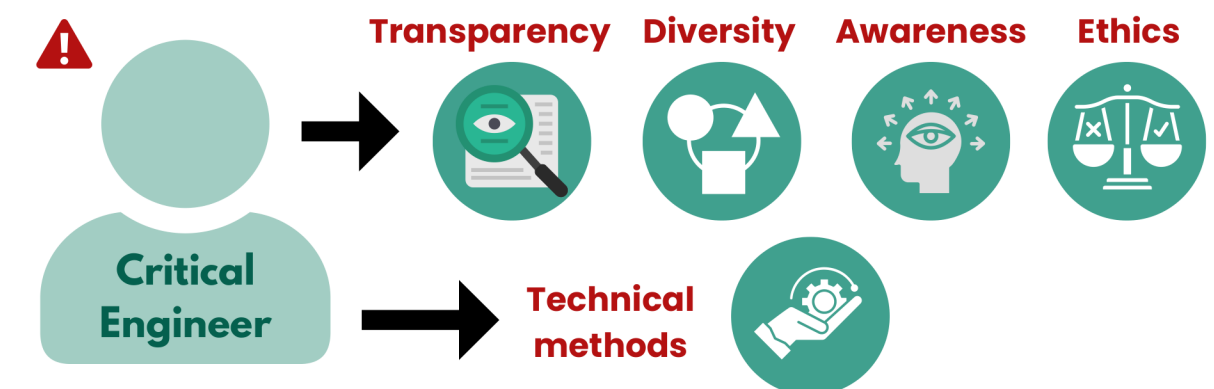 Transparency Diversity Awareness Ethics
Critical
Engineer
Technical
methods